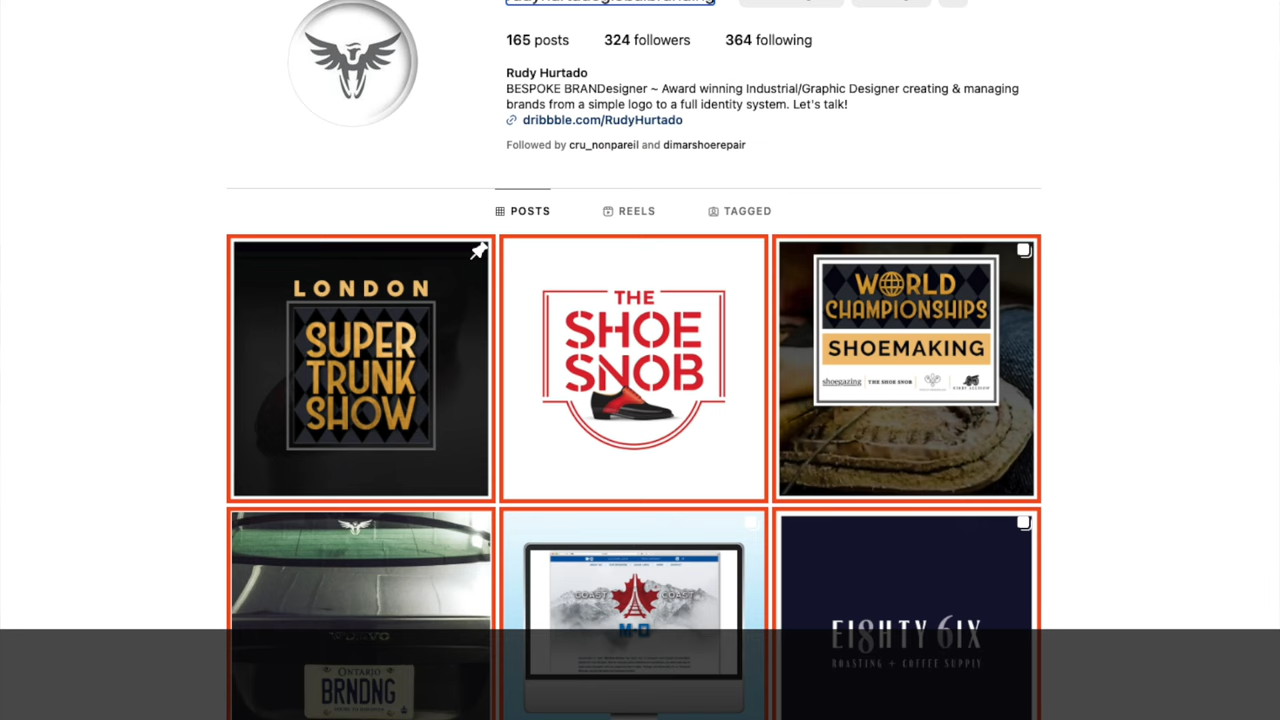 165 posts 324 followers 364 following
Rudy Hurtado
BESPOKE BRANDesigner ~ Award winning Industrial/Graphic Designer creating & managing
brands from a simple logo to a full identity system. Let's talk!
dribbble.com/RudyHurtado
Followed by cru_nonpareil and dimarshoerepair
POSTS REELS TAGGED
LONDON
SUPER
TRUNK
SHOW
THE
SHOE
SNOB
WORLD
CHAMPIONSHIPS
SHOEMAKING
shoegazing THE SHOE SNOB KIRBY ALLISON
VOLVO
ONTARIO
BRNDNG
COAST COAST
M-D
EI8HTY 6IX
ROASTING + COFFEE SUPPLY